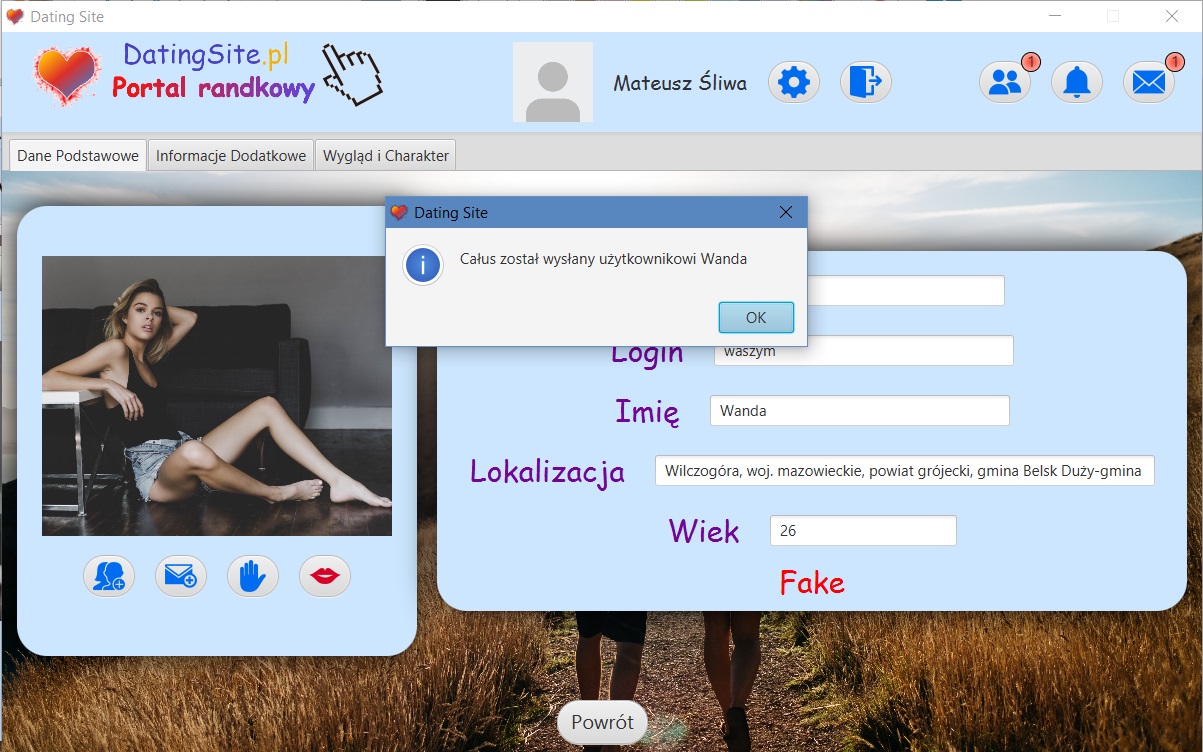 Dating Site
DatingSite.pl
Portal randkowy
Mateusz Śliwa
1
1
Dane Podstawowe
Informacje Dodatkowe
Wygląd i Charakter
Dating Site
Całus został wysłany użytkownikowi Wanda
OK
Login
waszym
Imię
Wanda
Lokalizacja
Wilczogóra, woj. mazowieckie, powiat grójecki, gmina Belsk Duży-gmina
Wiek
26
Fake
Powrót